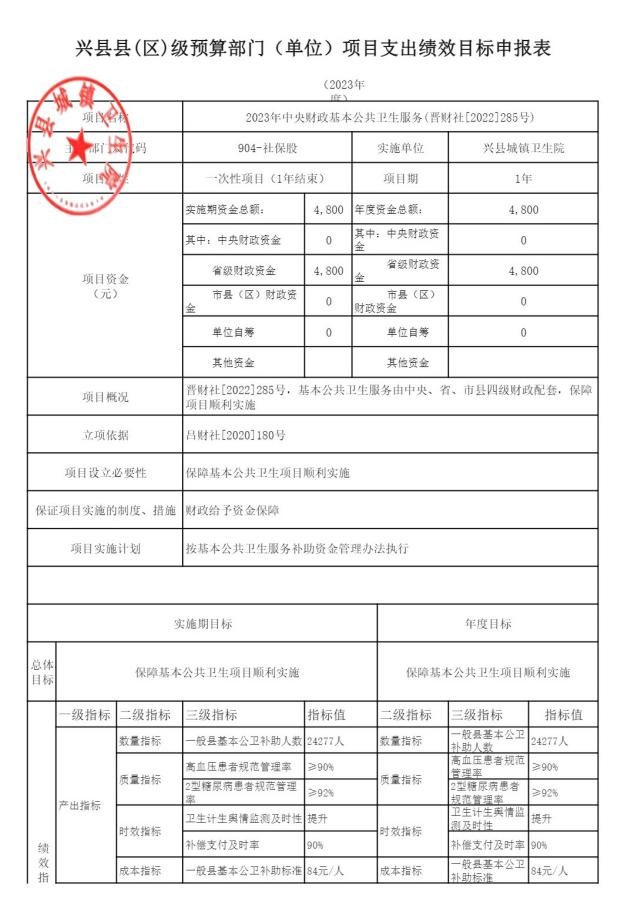 兴县县(区)级预算部门（单位）项目支出绩效目标申报表
（2023年
度）
项目名称 2023年中央财政基本公共卫生服务(晋财社[2022]285号)
904-社保股 实施单位 兴县城镇卫生院
一次性项目（1年结束） 项目期 1年
项目资金
（元）
实施期资金总额： 4,800 年度资金总额： 4,800
其中：中央财政资金 0 其中：中央财政资
金 0
省级财政资金 4,800 省级财政资
金 4,800
市县（区）财政资
金 0 市县（区）
财政资金 0
单位自筹 0 单位自筹 0
其他资金 其他资金
项目概况 晋财社[2022]285号，基本公共卫生服务由中央、省、市县四级财政配套，保障
项目顺利实施
立项依据 吕财社[2020]180号
项目设立必要性 保障基本公共卫生项目顺利实施
保证项目实施的制度、措施 财政给予资金保障
项目实施计划 按基本公共卫生服务补助资金管理办法执行
实施期目标 年度目标
总体
目标 保障基本公共卫生项目顺利实施 保障基本公共卫生项目顺利实施
一级指标 二级指标 三级指标 指标值 二级指标 三级指标 指标值
数量指标 一般县基本公卫补助人数 24277人 数量指标 一般县基本公卫
补助人数 24277人
质量指标 高血压患者规范管理率 ≥90% 质量指标 高血压患者规范
管理率 ≥90%
2型糖尿病患者规范管理
率 ≥92% 2型糖尿病患者
规范管理率 ≥92%
产出指标
时效指标 卫生计生舆情监测及时性 提升 时效指标 卫生计生舆情监
测及时性 提升
补偿支付及时率 90% 补偿支付及时率 90%
成本指标 一般县基本公卫补助标准 84元/人 成本指标 一般县基本公卫
补助标准 84元/人
绩
效
指
兴县城镇卫生院